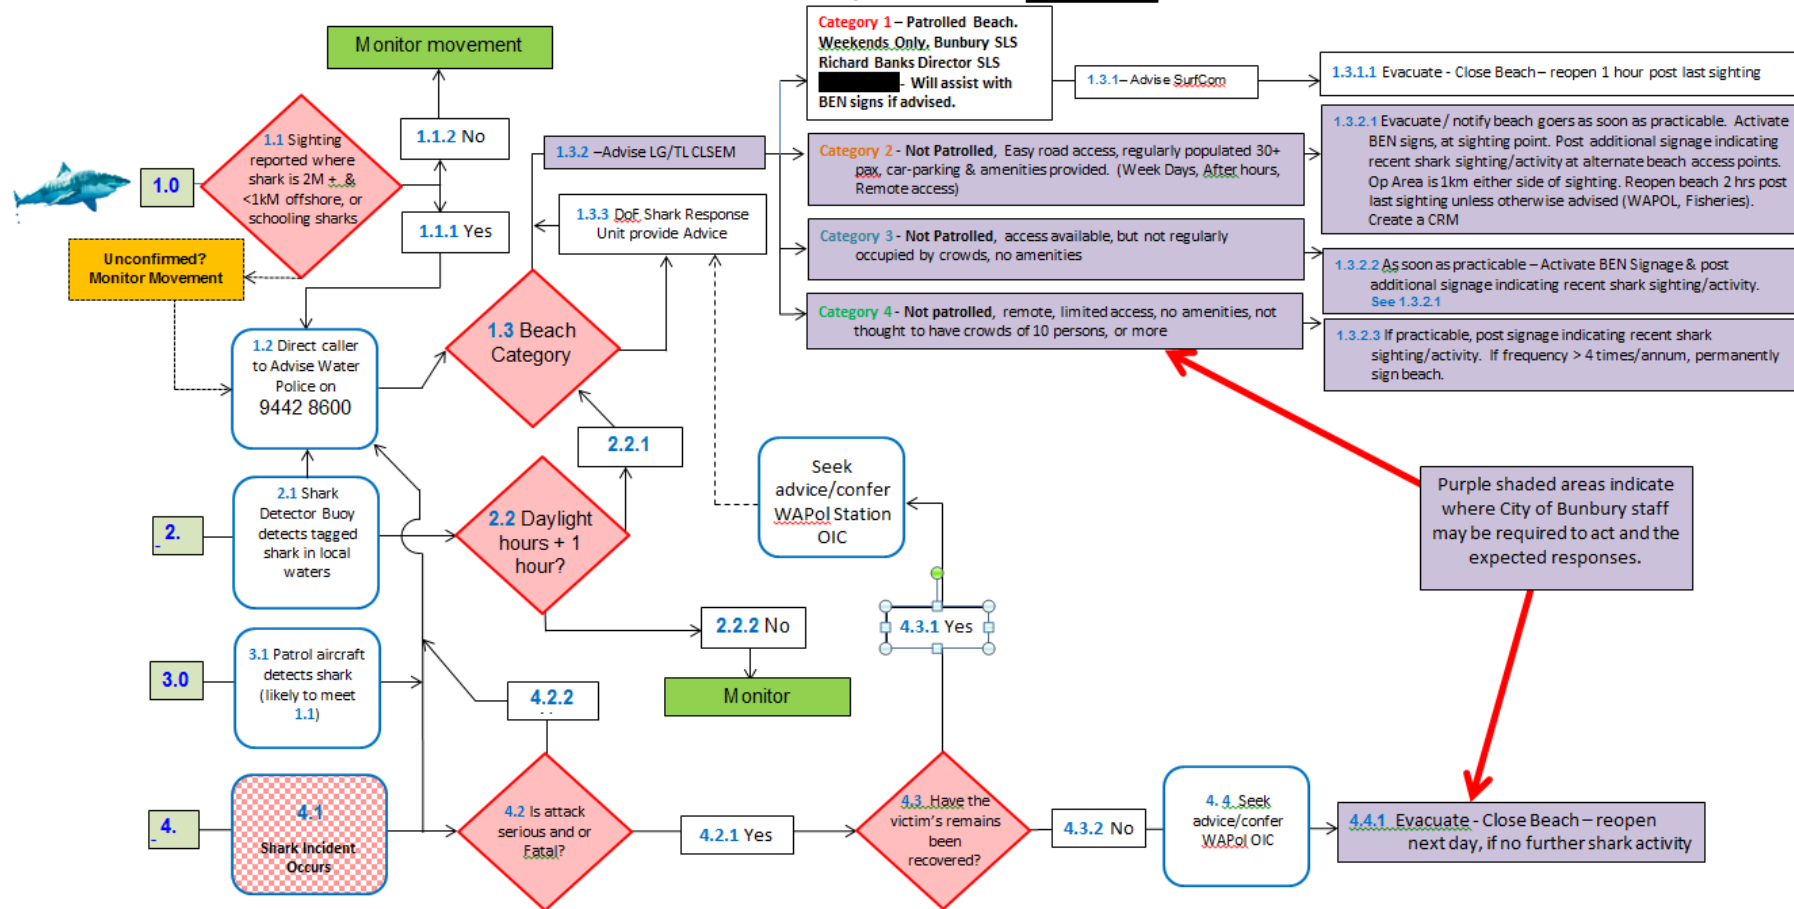 Monitor movement
Category 1 – Patrolled Beach.
Weekends Only, Bunbury SLS
Richard Banks Director SLS
- Will assist with
BEN signs if advised.
1.3.1– Advise SurfCom
1.3.1.1 Evacuate - Close Beach – reopen 1 hour post last sighting
1.0
1.1 Sighting
reported where
shark is 2M + &
<1kM offshore, or
schooling sharks
1.1.2 No
1.1.1 Yes
Unconfirmed?
Monitor Movement
1.3.2 –Advise LG/TL CLSEM
1.3.3 DoF Shark Response
Unit provide Advice
Category 2 - Not Patrolled, Easy road access, regularly populated 30+
pax, car-parking & amenities provided. (Week Days, After hours,
Remote access)
1.3.2.1 Evacuate / notify beach goers as soon as practicable. Activate
BEN signs, at sighting point. Post additional signage indicating
recent shark sighting/activity at alternate beach access points.
Op Area is 1km either side of sighting. Reopen beach 2 hrs post
last sighting unless otherwise advised (WAPOL, Fisheries).
Create a CRM
Category 3 - Not Patrolled, access available, but not regularly
occupied by crowds, no amenities
1.3.2.2 As soon as practicable – Activate BEN Signage & post
additional signage indicating recent shark sighting/activity.
See 1.3.2.1
Category 4 - Not patrolled, remote, limited access, no amenities, not
thought to have crowds of 10 persons, or more
1.3.2.3 If practicable, post signage indicating recent shark
sighting/activity. If frequency > 4 times/annum, permanently
sign beach.
1.2 Direct caller
to Advise Water
Police on
9442 8600
1.3 Beach
Category
2.2.1
2.
2.1 Shark
Detector Buoy
detects tagged
shark in local
waters
2.2 Daylight
hours + 1
hour?
Seek
advice/confer
WAPol Station
OIC
Purple shaded areas indicate
where City of Bunbury staff
may be required to act and the
expected responses.
2.2.2 No
Monitor
4.3.1 Yes
3.0
3.1 Patrol aircraft
detects shark
(likely to meet
1.1)
4.2.2
4.
4.1
Shark Incident
Occurs
4.2 Is attack
serious and or
Fatal?
4.2.1 Yes
4.3 Have the
victim's remains
been
recovered?
4.3.2 No
4. 4 Seek
advice/confer
WAPol OIC
4.4.1 Evacuate - Close Beach – reopen
next day, if no further shark activity